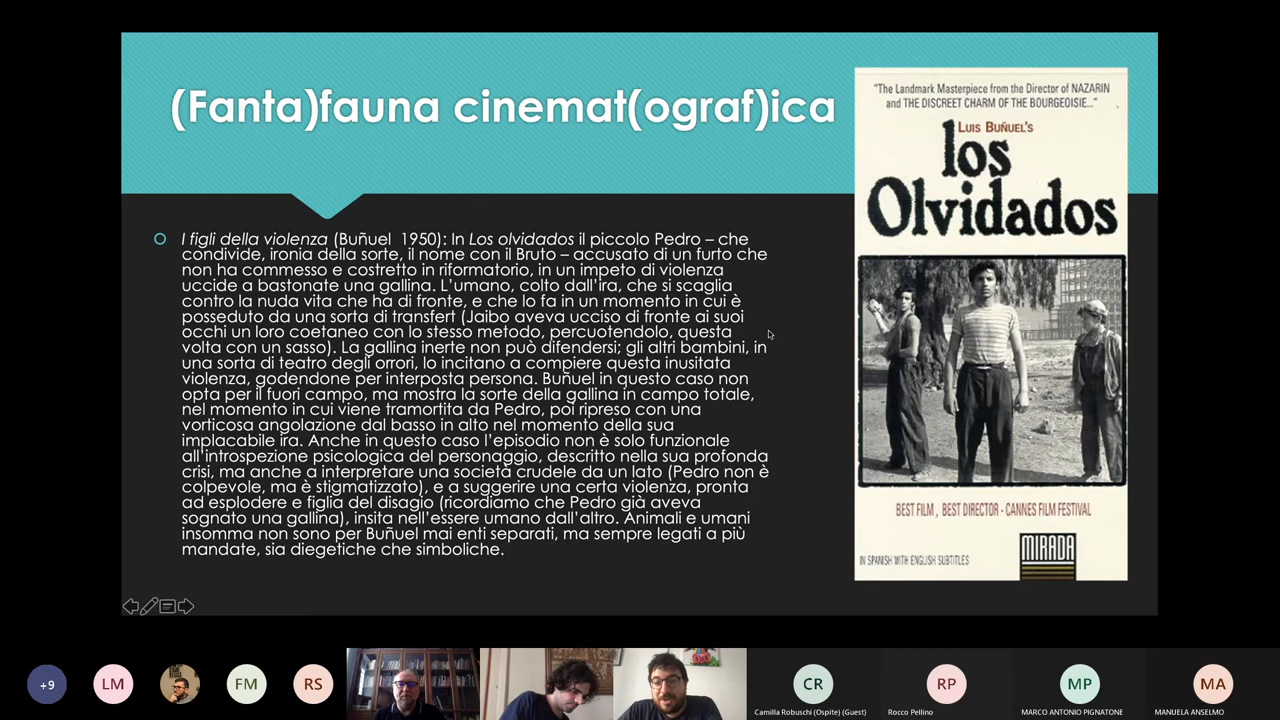 (Fanta)fauna cinemat(ograf)ica
I figli della violenza (Buñuel 1950): In Los olvidados il piccolo Pedro – che
condivide, ironia della sorte, il nome con il Bruto – accusato di un furto che
non ha commesso e costretto in riformatorio, in un impeto di violenza
uccide a bastonate una gallina. L'umano, colto dall'ira, che si scaglia
contro la nuda vita che ha di fronte, e che lo fa in un momento in cui è
posseduto da una sorta di transfert (Jaibo aveva ucciso di fronte ai suoi
occhi un loro coetaneo con lo stesso metodo, percuotendolo, questa
volta con un sasso). La gallina inerte non può difendersi; gli altri bambini, in
una sorta di teatro degli orrori, lo incitano a compiere questa inusitata
violenza, godendone per interposta persona. Buñuel in questo caso non
opta per il fuori campo, ma mostra la sorte della gallina in campo totale,
nel momento in cui viene tramortita da Pedro, poi ripreso con una
vorticosa angolazione dal basso in alto nel momento della sua
implacabile ira. Anche in questo caso l'episodio non è solo funzionale
all'introspezione psicologica del personaggio, descritto nella sua profonda
crisi, ma anche a interpretare una società crudele da un lato (Pedro non è
colpevole, ma è stigmatizzato), e a suggerire una certa violenza, pronta
ad esplodere e figlia del disagio (ricordiamo che Pedro già aveva
sognato una gallina), insita nell'essere umano dall'altro. Animali e umani
insomma non sono per Buñuel mai enti separati, ma sempre legati a più
mandate, sia diegetiche che simboliche.
"The Landmark Masterpiece from the Director of NAZARIN
and THE DISCREET CHARM OF THE BOURGEOISIE..."
LUIS BUÑUEL'S
los
Olvidados
BEST FILM, BEST DIRECTOR - CANNES FILM FESTIVAL
MIRADA
IN SPANISH WITH ENGLISH SUBTITLES
+9
LM
FM
RS
CR
RP
MP
MA
Camilla Robuschi (Ospite) (Guest)
Rocco Pellino
MARCO ANTONIO PIGNATONE
MANUELA ANSELMO